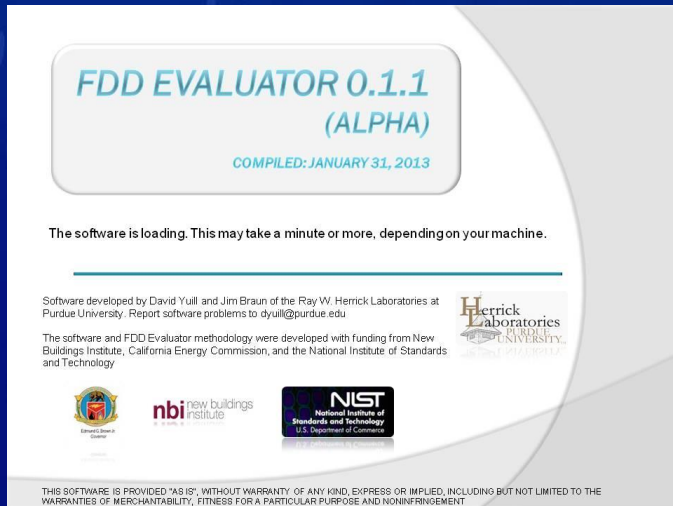 FDD EVALUATOR 0.1.1
(ALPHA)
COMPILED: JANUARY 31, 2013
The software is loading. This may take a minute or more, depending on your machine.
Software developed by David Yuill and Jim Braun of the Ray W. Herrick Laboratories at
Purdue University. Report software problems to dyuill@purdue.edu
Herrick
Laboratories
PURDUE
UNIVERSITY
The software and FDD Evaluator methodology were developed with funding from New
Buildings Institute, California Energy Commission, and the National Institute of Standards
and Technology
Edmund G. Brown Jr.
Governor
nbi new buildings
institute
NIST
National Institute of
Standards and Technology
U.S. Department of Commerce
THIS SOFTWARE IS PROVIDED "AS IS", WITHOUT WARRANTY OF ANY KIND, EXPRESS OR IMPLIED, INCLUDING BUT NOT LIMITED TO THE
WARRANTIES OF MERCHANTABILITY, FITNESS FOR A PARTICULAR PURPOSE AND NONINFRINGEMENT